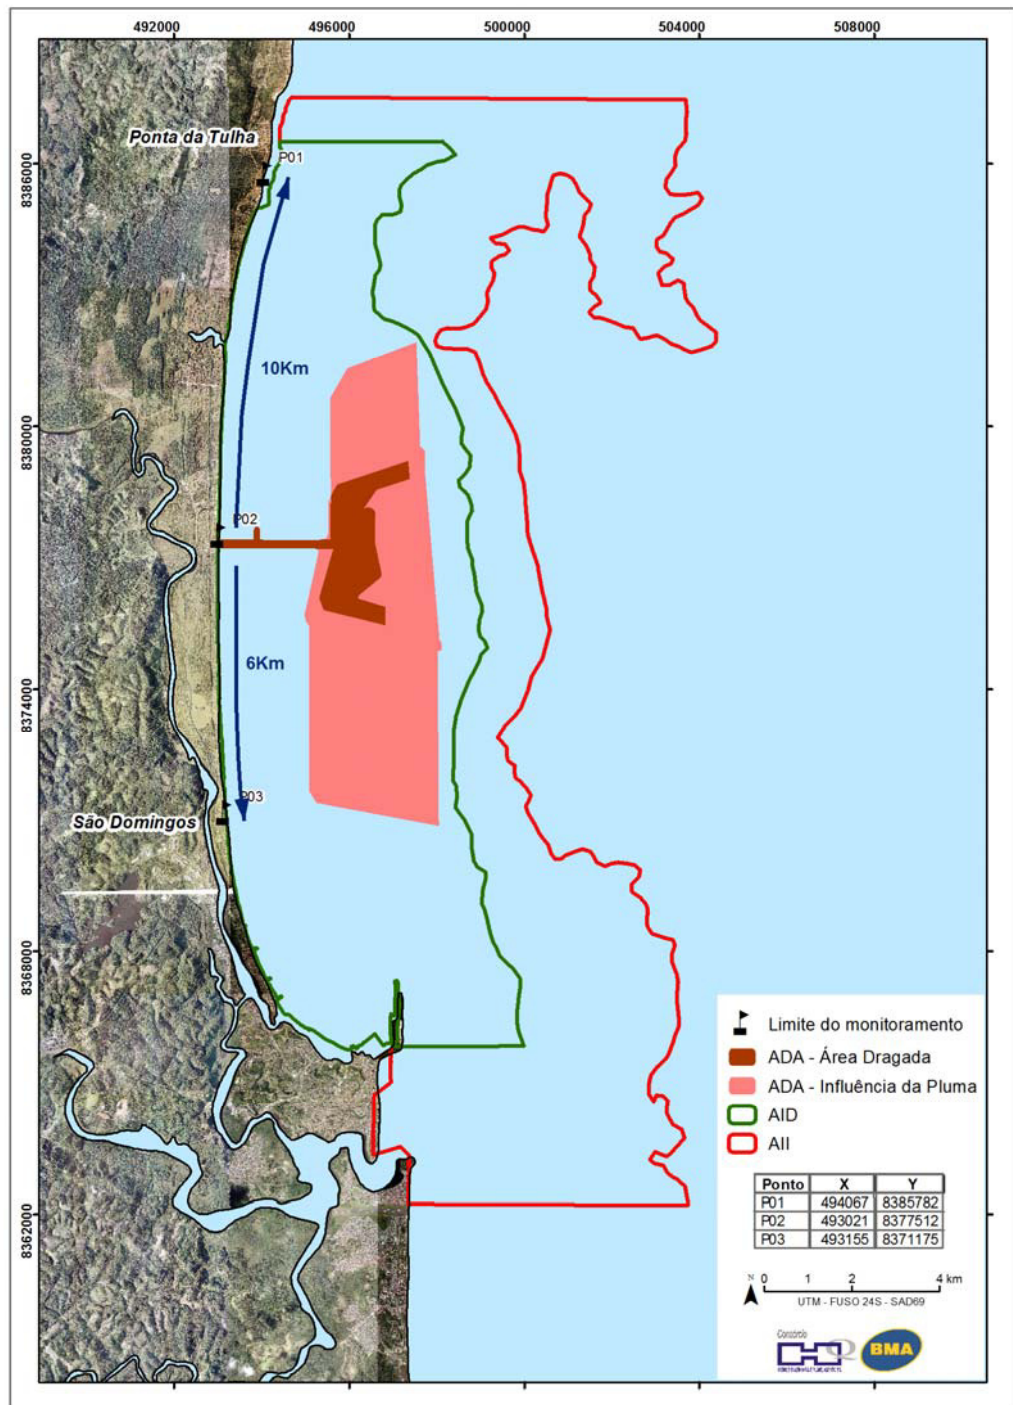 492000 496000 500000 504000 508000
8386000
8380000
8374000
8368000
8362000
Ponta da Tulha
P01
10Km
P02
6Km
P03
São Domingos
Limite do monitoramento
ADA - Área Dragada
ADA - Influência da Pluma
AID
AII
Ponto X Y
P01 494067 8385782
P02 493021 8377512
P03 493155 8371175
N 0 1 2 4 km
UTM - FUSO 24S - SAD69
Consórcio
BMA